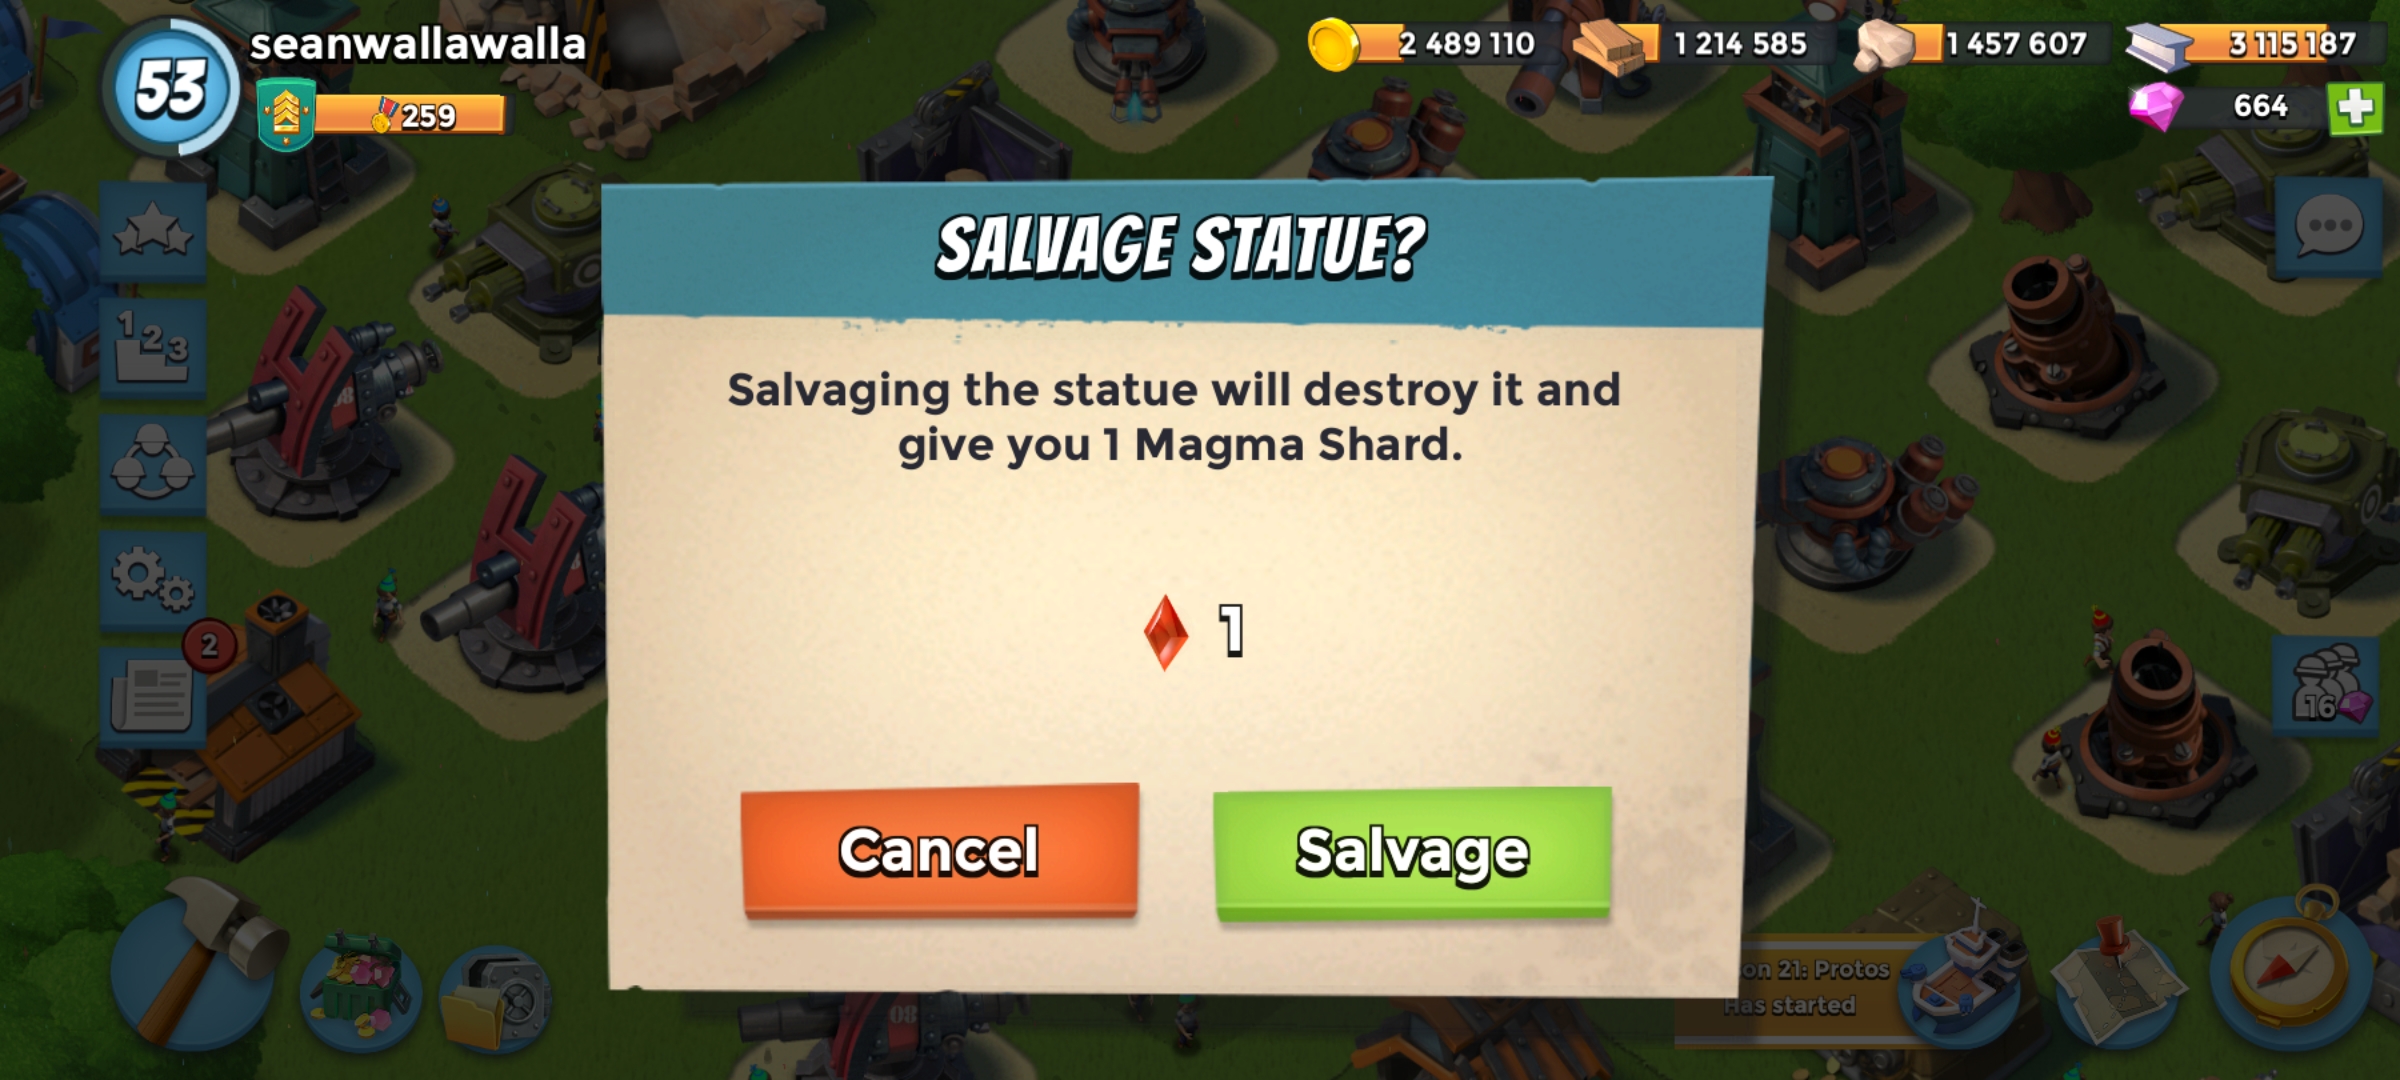 53
seanwallawalla
259
2 489 110
1 214 585
1 457 607
3 115 187
664
SALVAGE STATUE?
Salvaging the statue will destroy it and
give you 1 Magma Shard.
1
Cancel
Salvage
1 2 3
2
16
21: Protos
Has started
08